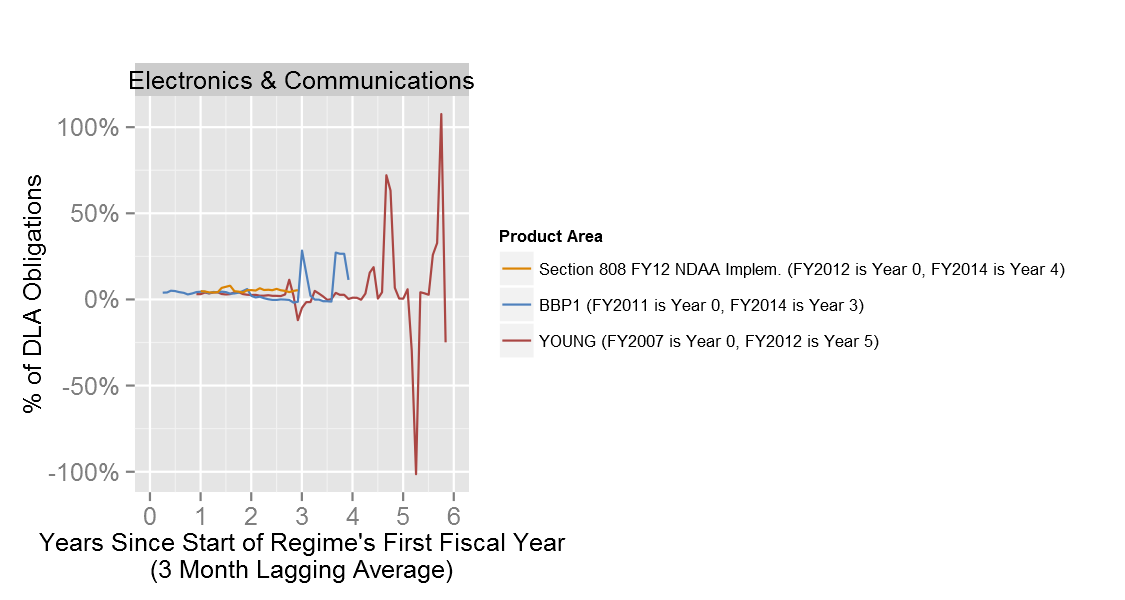 Electronics & Communications
100%
50%
0%
-50%
-100%
% of DLA Obligations
0 1 2 3 4 5 6
Years Since Start of Regime's First Fiscal Year
(3 Month Lagging Average)
Product Area
Section 808 FY12 NDAA Implem. (FY2012 is Year 0, FY2014 is Year 4)
BBP1 (FY2011 is Year 0, FY2014 is Year 3)
YOUNG (FY2007 is Year 0, FY2012 is Year 5)